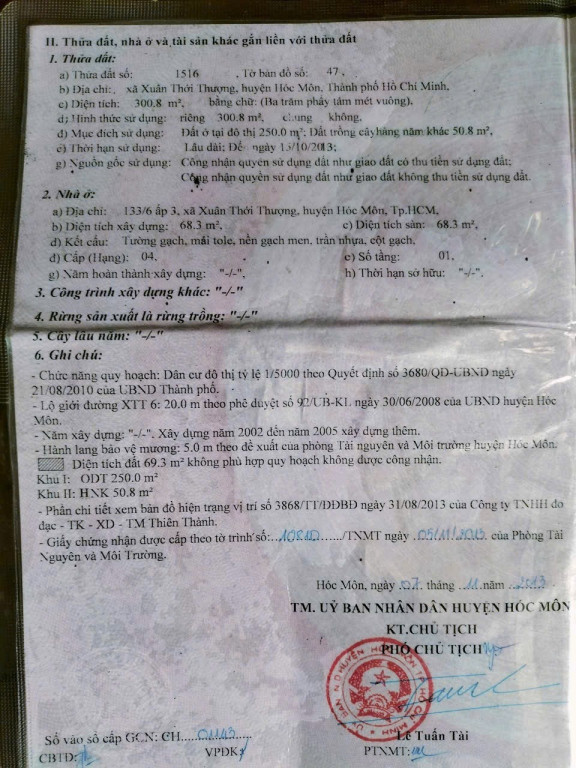 II. Thửa đất, nhà ở và tài sản khác gắn liền với thửa đất
1. Thửa đất:
a) Thửa đất số: 1516 , Tờ bản đồ số: 47 ,
b) Địa chỉ: xã Xuân Thới Thượng, huyện Hóc Môn, Thành phố Hồ Chí Minh,
c) Diện tích: 300.8 m², bằng chữ: (Ba trăm phẩy tám mét vuông),
d) Hình thức sử dụng: riêng 300.8 m², chung không,
đ) Mục đích sử dụng: Đất ở tại đô thị 250.0 m²; Đất trồng cây hàng năm khác 50.8 m²,
e) Thời hạn sử dụng: Lâu dài; Đến ngày 15/10/2013;
g) Nguồn gốc sử dụng: Công nhận quyền sử dụng đất như giao đất có thu tiền sử dụng đất;
Công nhận quyền sử dụng đất như giao đất không thu tiền sử dụng đất.
2. Nhà ở:
a) Địa chỉ: 133/6 ấp 3, xã Xuân Thới Thượng, huyện Hóc Môn, Tp.HCM,
b) Diện tích xây dựng: 68.3 m², c) Diện tích sàn: 68.3 m²,
d) Kết cấu: Tường gạch, mái tole, nền gạch men, trần nhựa, cột gạch,
đ) Cấp (Hạng): 04. e) Số tầng: 01.
g) Năm hoàn thành xây dựng: "-/-", h) Thời hạn sở hữu: "-/-".
3. Công trình xây dựng khác: "-/-"
4. Rừng sản xuất là rừng trồng: "-/-"
5. Cây lâu năm: "-/-"
6. Ghi chú:
- Chức năng quy hoạch: Dân cư đô thị tỷ lệ 1/5000 theo Quyết định số 3680/QĐ-UBND ngày
21/08/2010 của UBND Thành phố.
- Lộ giới đường XTT 6: 20.0 m theo phê duyệt số 92/UB-KL ngày 30/06/2008 của UBND huyện Hóc
Môn.
- Năm xây dựng: "-/-". Xây dựng năm 2002 đến năm 2005 xây dựng thêm.
- Hành lang bảo vệ mương: 5.0 m theo đề xuất của phòng Tài nguyên và Môi trường huyện Hóc Môn.
Diện tích đất 69.3 m² không phù hợp quy hoạch không được công nhận.
Khu I: ODT 250.0 m²
Khu II: HNK 50.8 m²
- Phần chi tiết xem bản đồ hiện trạng vị trí số 3868/TT/ĐDBĐ ngày 31/08/2013 của Công ty TNHH đo
đạc - TK - XD - TM Thiên Thành.
- Giấy chứng nhận được cấp theo tờ trình số: /TNMT ngày 05/11/2013 của Phòng Tài
Nguyên và Môi Trường.
Hóc Môn, ngày 07 tháng 11 năm 2013
TM. UỶ BAN NHÂN DÂN HUYỆN HÓC MÔN
KT.CHỦ TỊCH
PHÓ CHỦ TỊCH
Lê Tuấn Tài
Số vào sổ cấp GCN: CH 01143
CBTĐ: VPĐK: PTNMT: